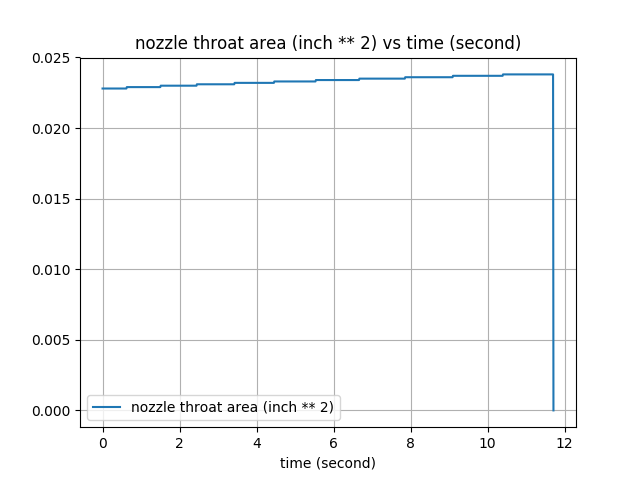 nozzle throat area (inch ** 2) vs time (second)
0.025
0.020
0.015
0.010
0.005
0.000
nozzle throat area (inch ** 2)
0 2 4 6 8 10 12
time (second)